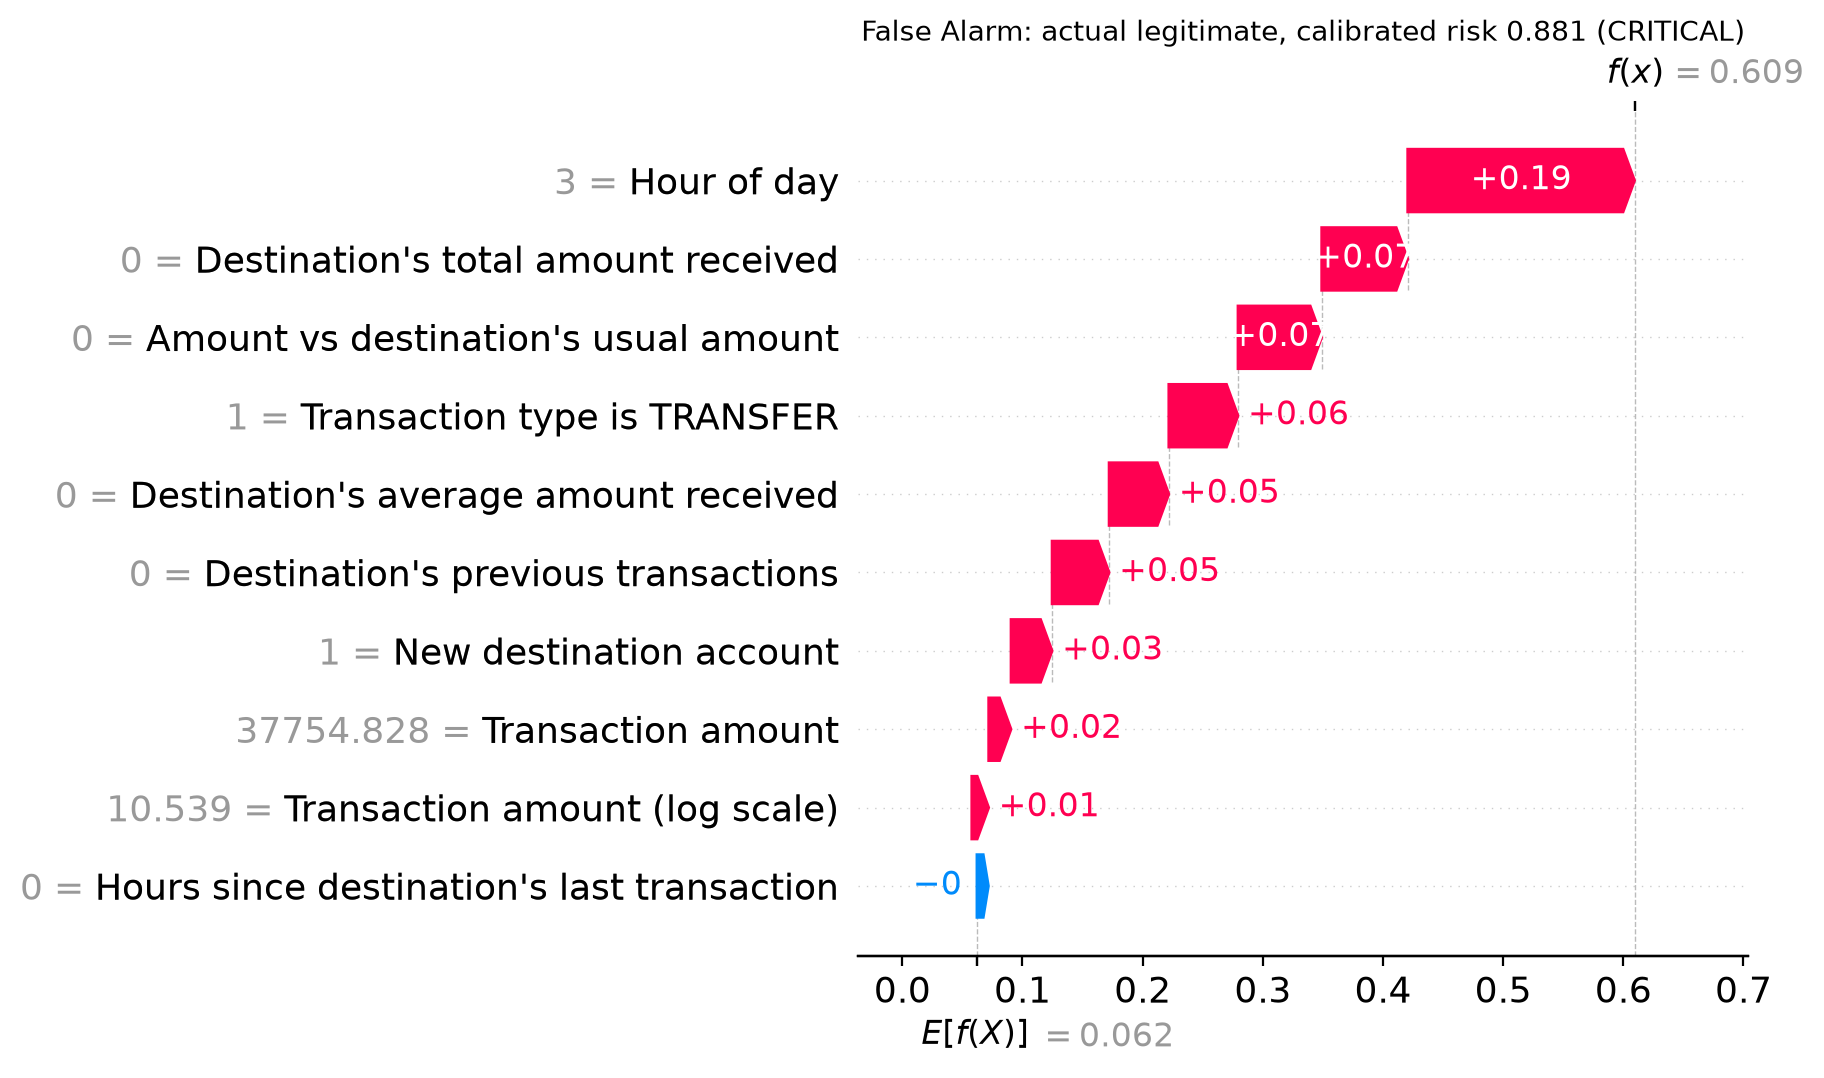 False Alarm: actual legitimate, calibrated risk 0.881 (CRITICAL)
f(x) = 0.609
3 = Hour of day +0.19
0 = Destination's total amount received +0.07
0 = Amount vs destination's usual amount +0.07
1 = Transaction type is TRANSFER +0.06
0 = Destination's average amount received +0.05
0 = Destination's previous transactions +0.05
1 = New destination account +0.03
37754.828 = Transaction amount +0.02
10.539 = Transaction amount (log scale) +0.01
0 = Hours since destination's last transaction −0
0.0 0.1 0.2 0.3 0.4 0.5 0.6 0.7
E[f(X)] = 0.062